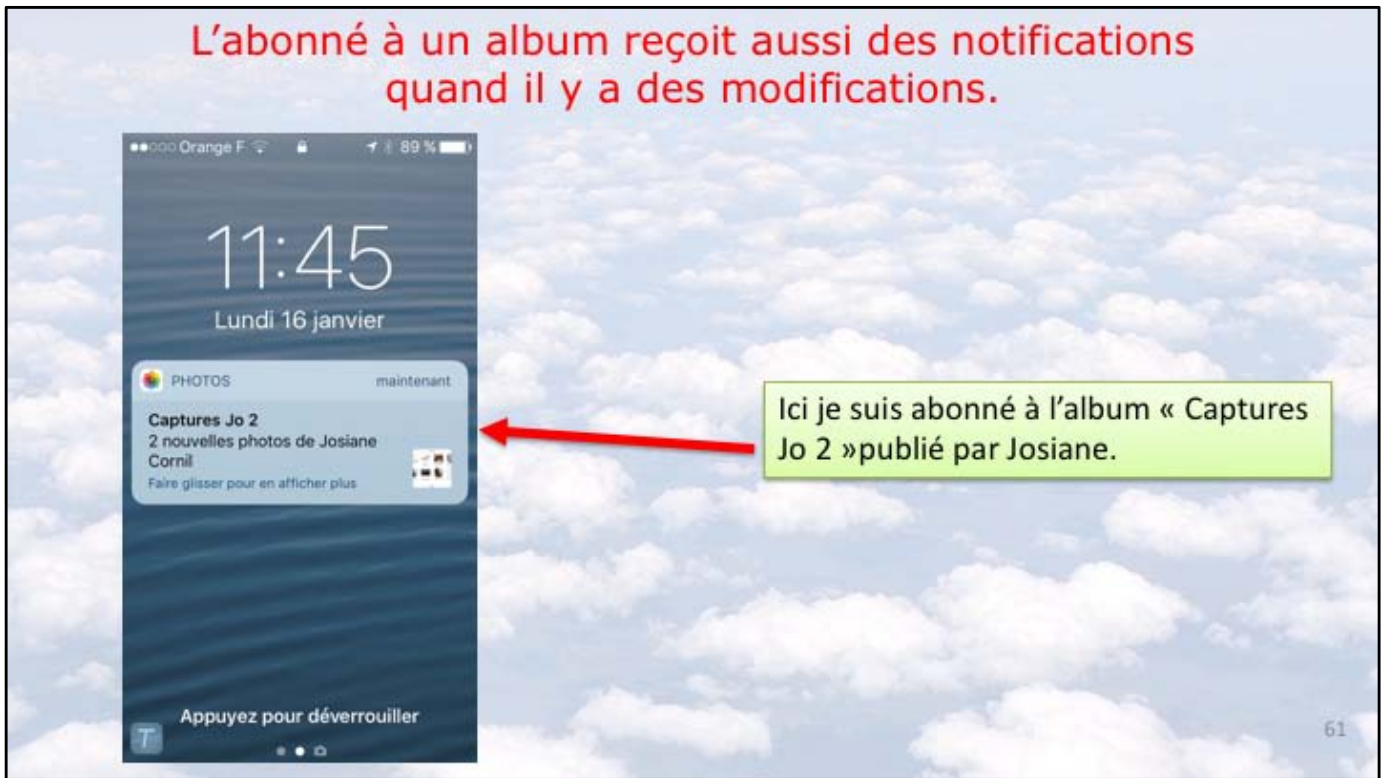 L'abonné à un album reçoit aussi des notifications
quand il y a des modifications.
Orange F 89 %
11:45
Lundi 16 janvier
PHOTOS maintenant
Captures Jo 2
2 nouvelles photos de Josiane
Cornil
Faire glisser pour en afficher plus
Ici je suis abonné à l'album « Captures
Jo 2 »publié par Josiane.
Appuyez pour déverrouiller
T
61